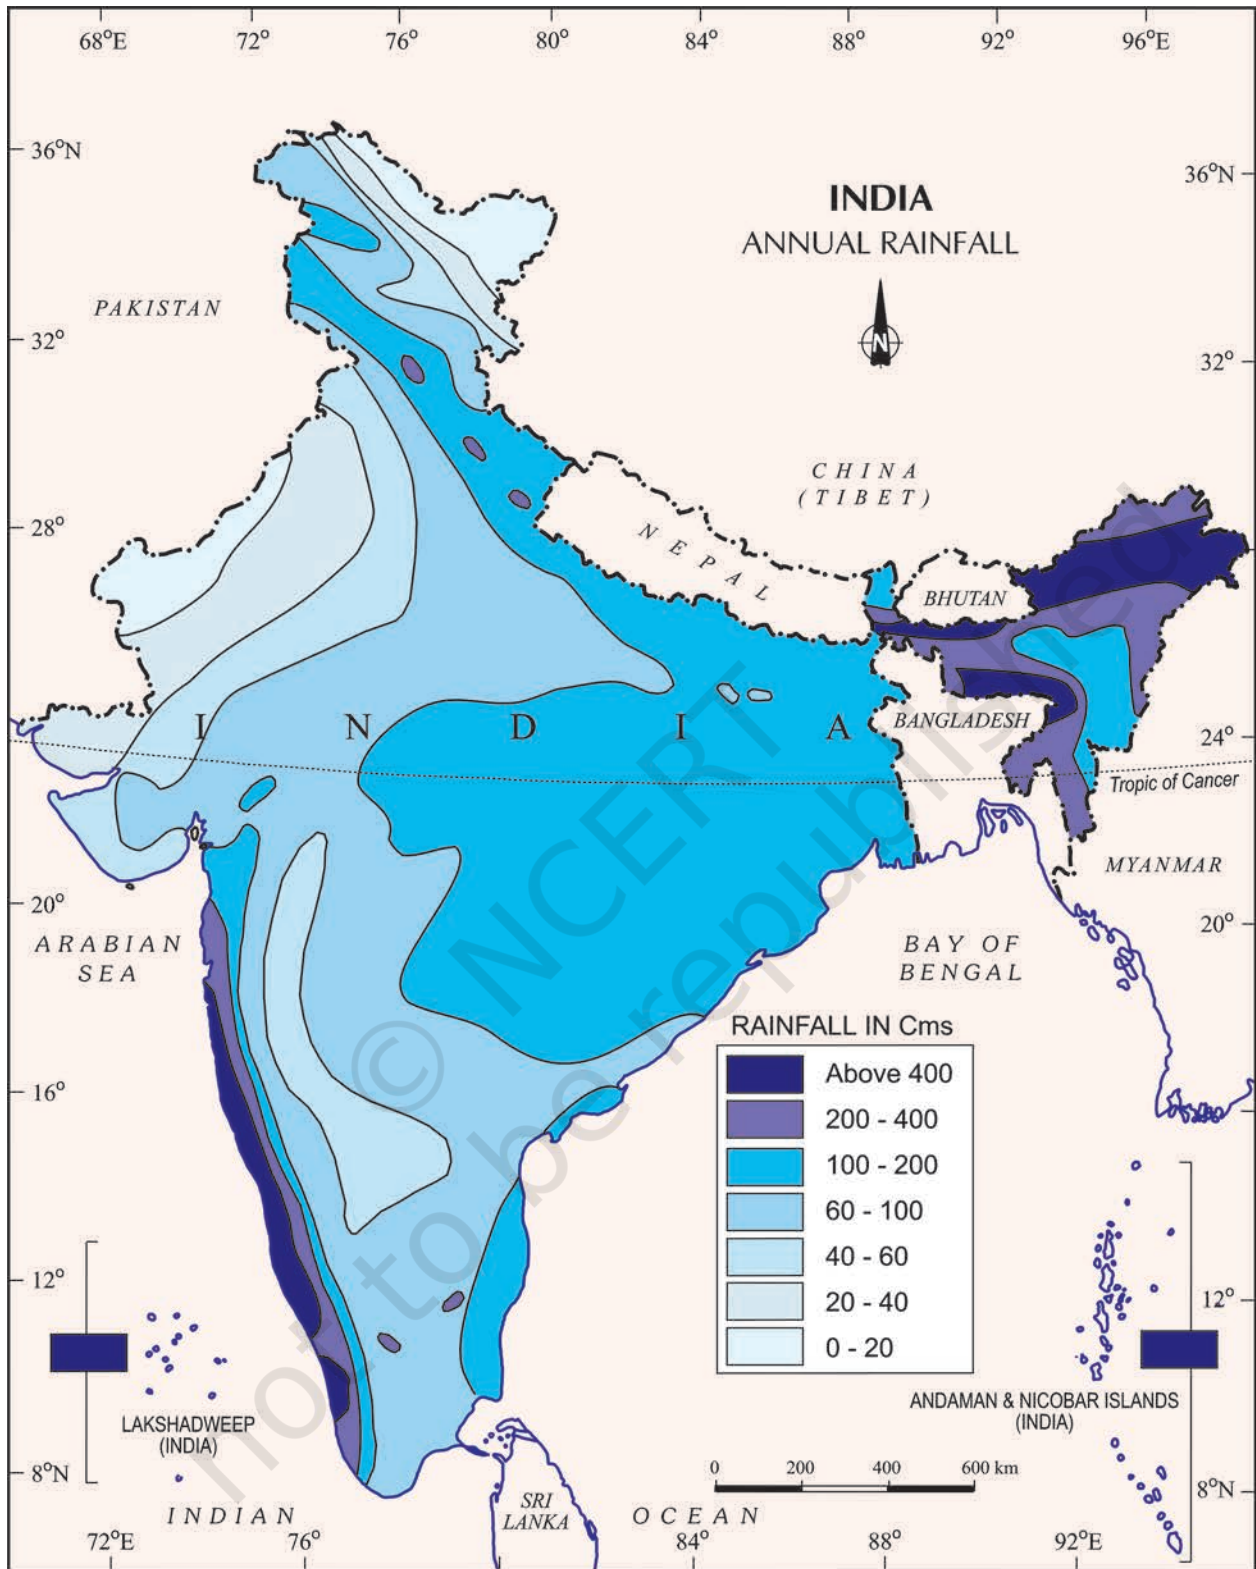 68°E 72° 76° 80° 84° 88° 92° 96°E
36°N
36°N
INDIA
ANNUAL RAINFALL
N
PAKISTAN
32°
32°
CHINA
(TIBET)
28°
NEPAL
BHUTAN
I N D I A
BANGLADESH
24°
Tropic of Cancer
MYANMAR
20°
20°
ARABIAN
SEA
BAY OF
BENGAL
© NCERT
not to be republished
RAINFALL IN Cms
Above 400
200 - 400
100 - 200
60 - 100
40 - 60
20 - 40
0 - 20
16°
12°
12°
LAKSHADWEEP
(INDIA)
ANDAMAN & NICOBAR ISLANDS
(INDIA)
8°N
8°N
0 200 400 600 km
SRI
LANKA
INDIAN OCEAN
72°E 76° 84° 88° 92°E